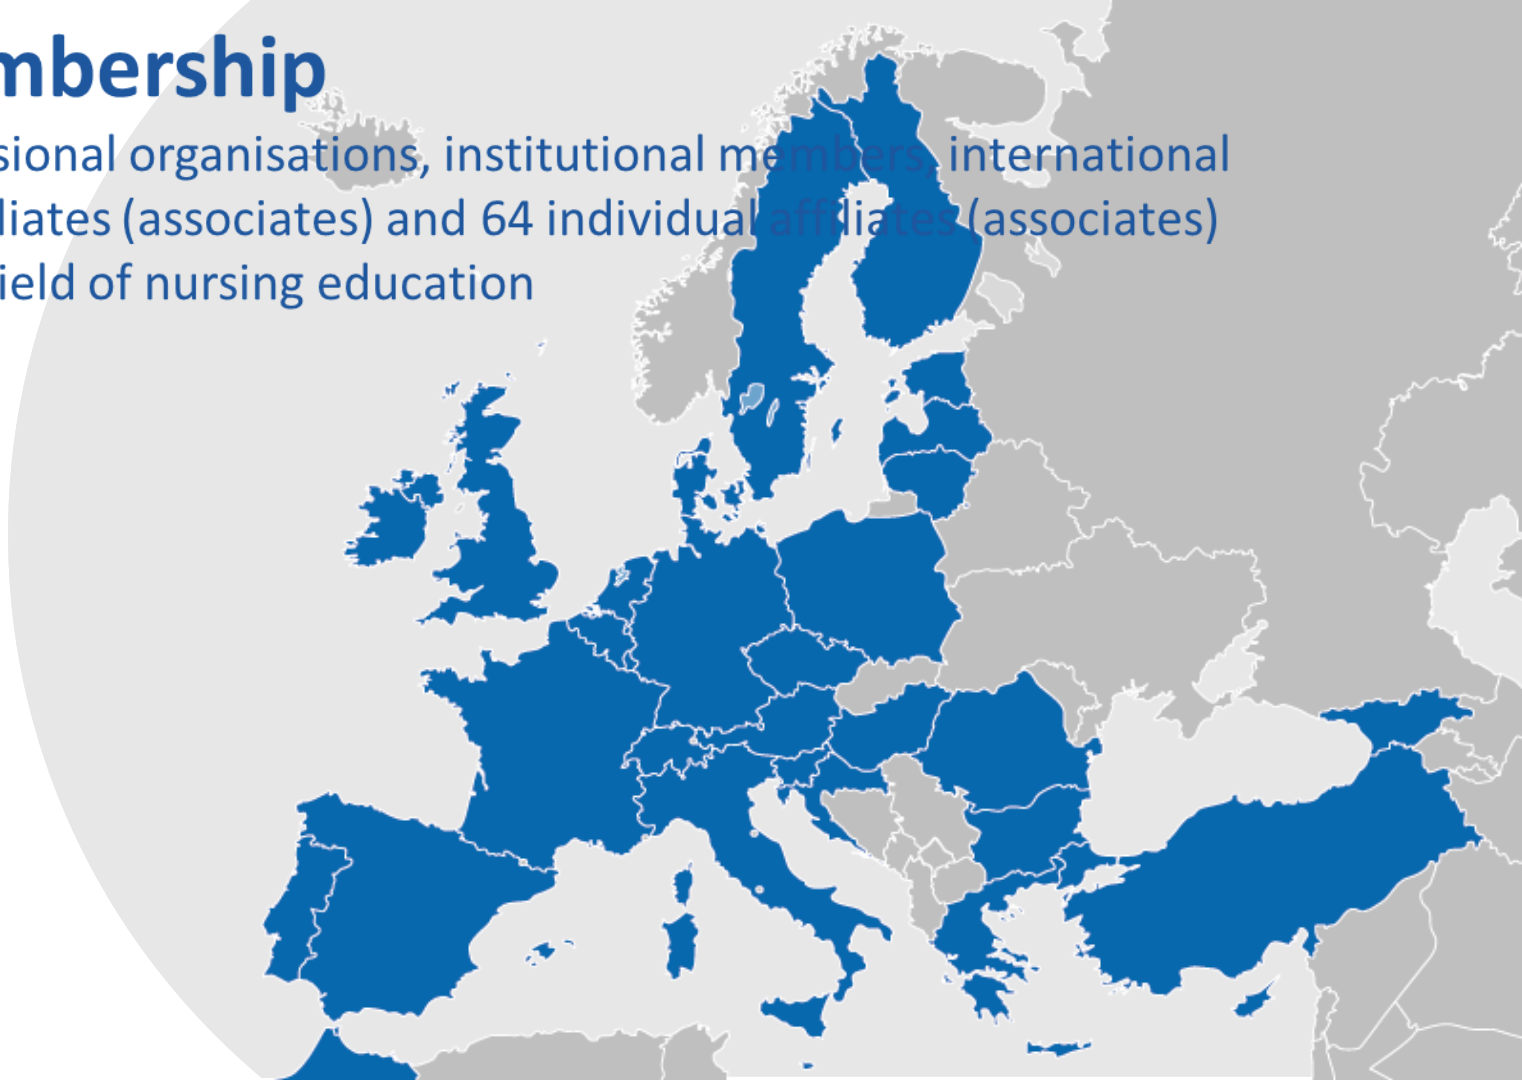 mbership
sional organisations, institutional members, international
liates (associates) and 64 individual affiliates (associates)
ield of nursing education